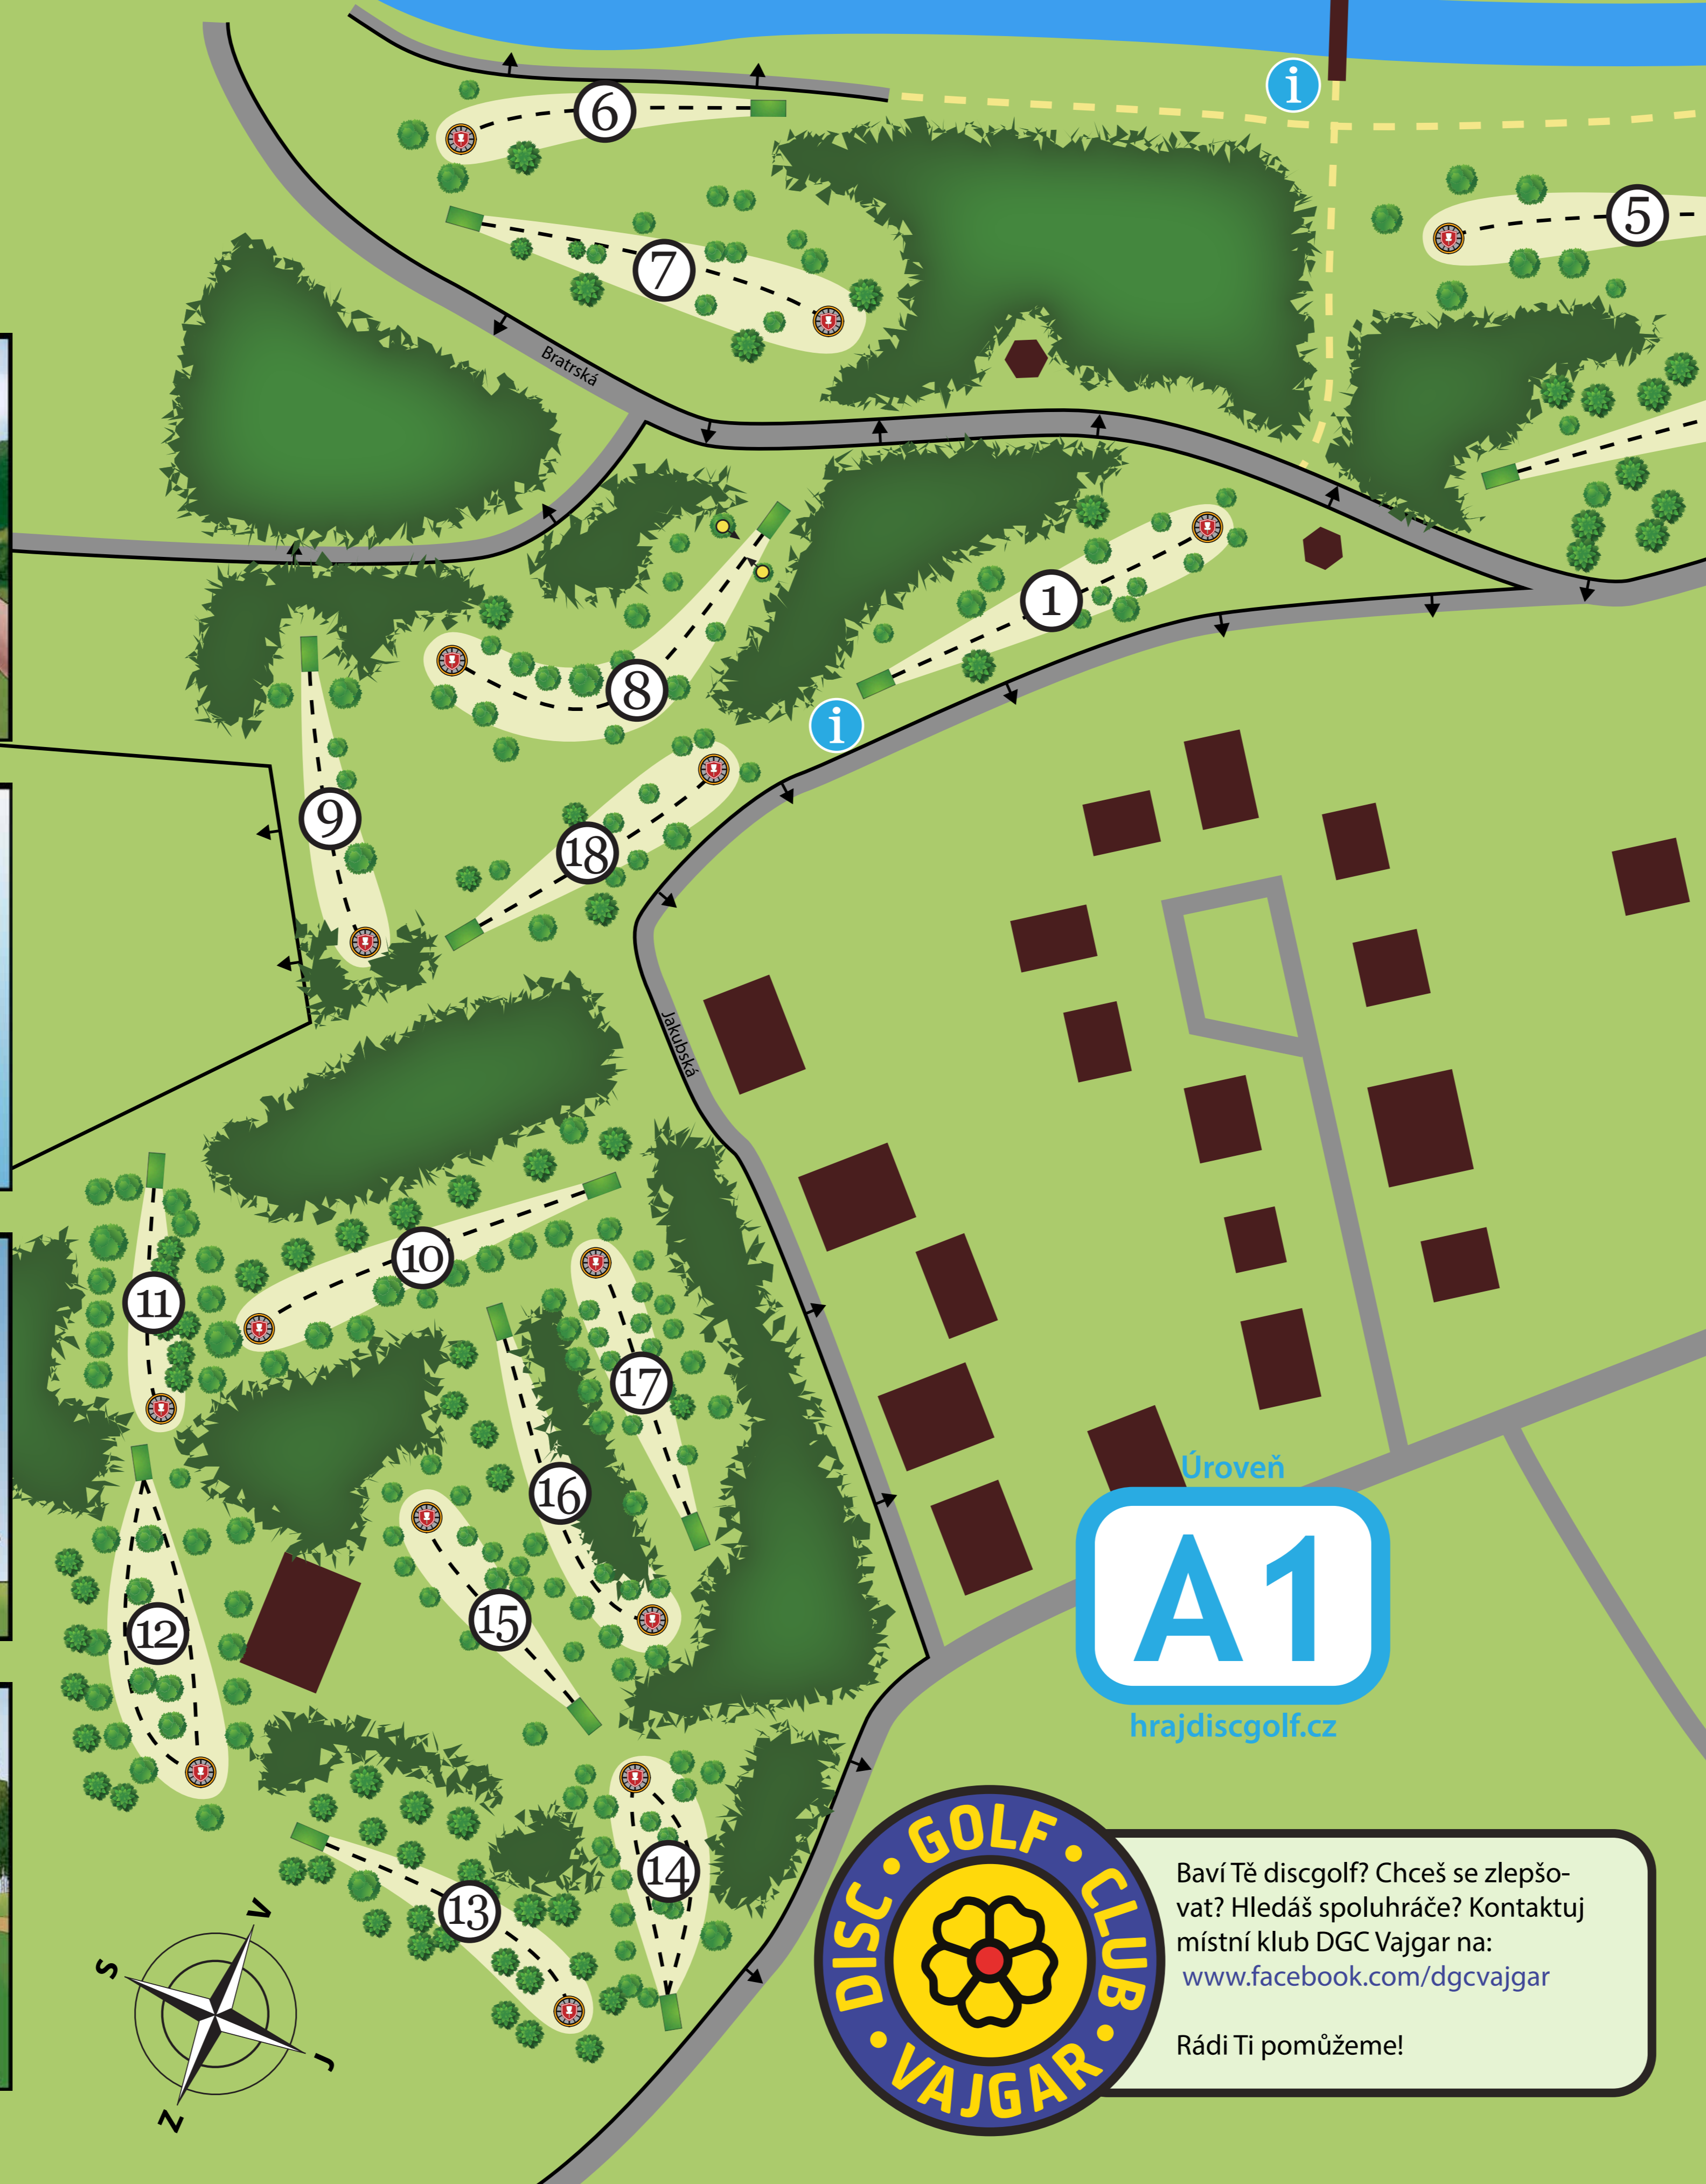 i
6
5
7
Bratrská
1
8
i
9
18
Jakubská
10
11
17
16
Úroveň
A1
15
12
hrajdiscgolf.cz
DISC • GOLF • CLUB
• VAJGAR •
14
13
Baví Tě discgolf? Chceš se zlepšo-
vat? Hledáš spoluhráče? Kontaktuj
místní klub DGC Vajgar na:
www.facebook.com/dgcvajgar
Rádi Ti pomůžeme!
V
S
J
Z